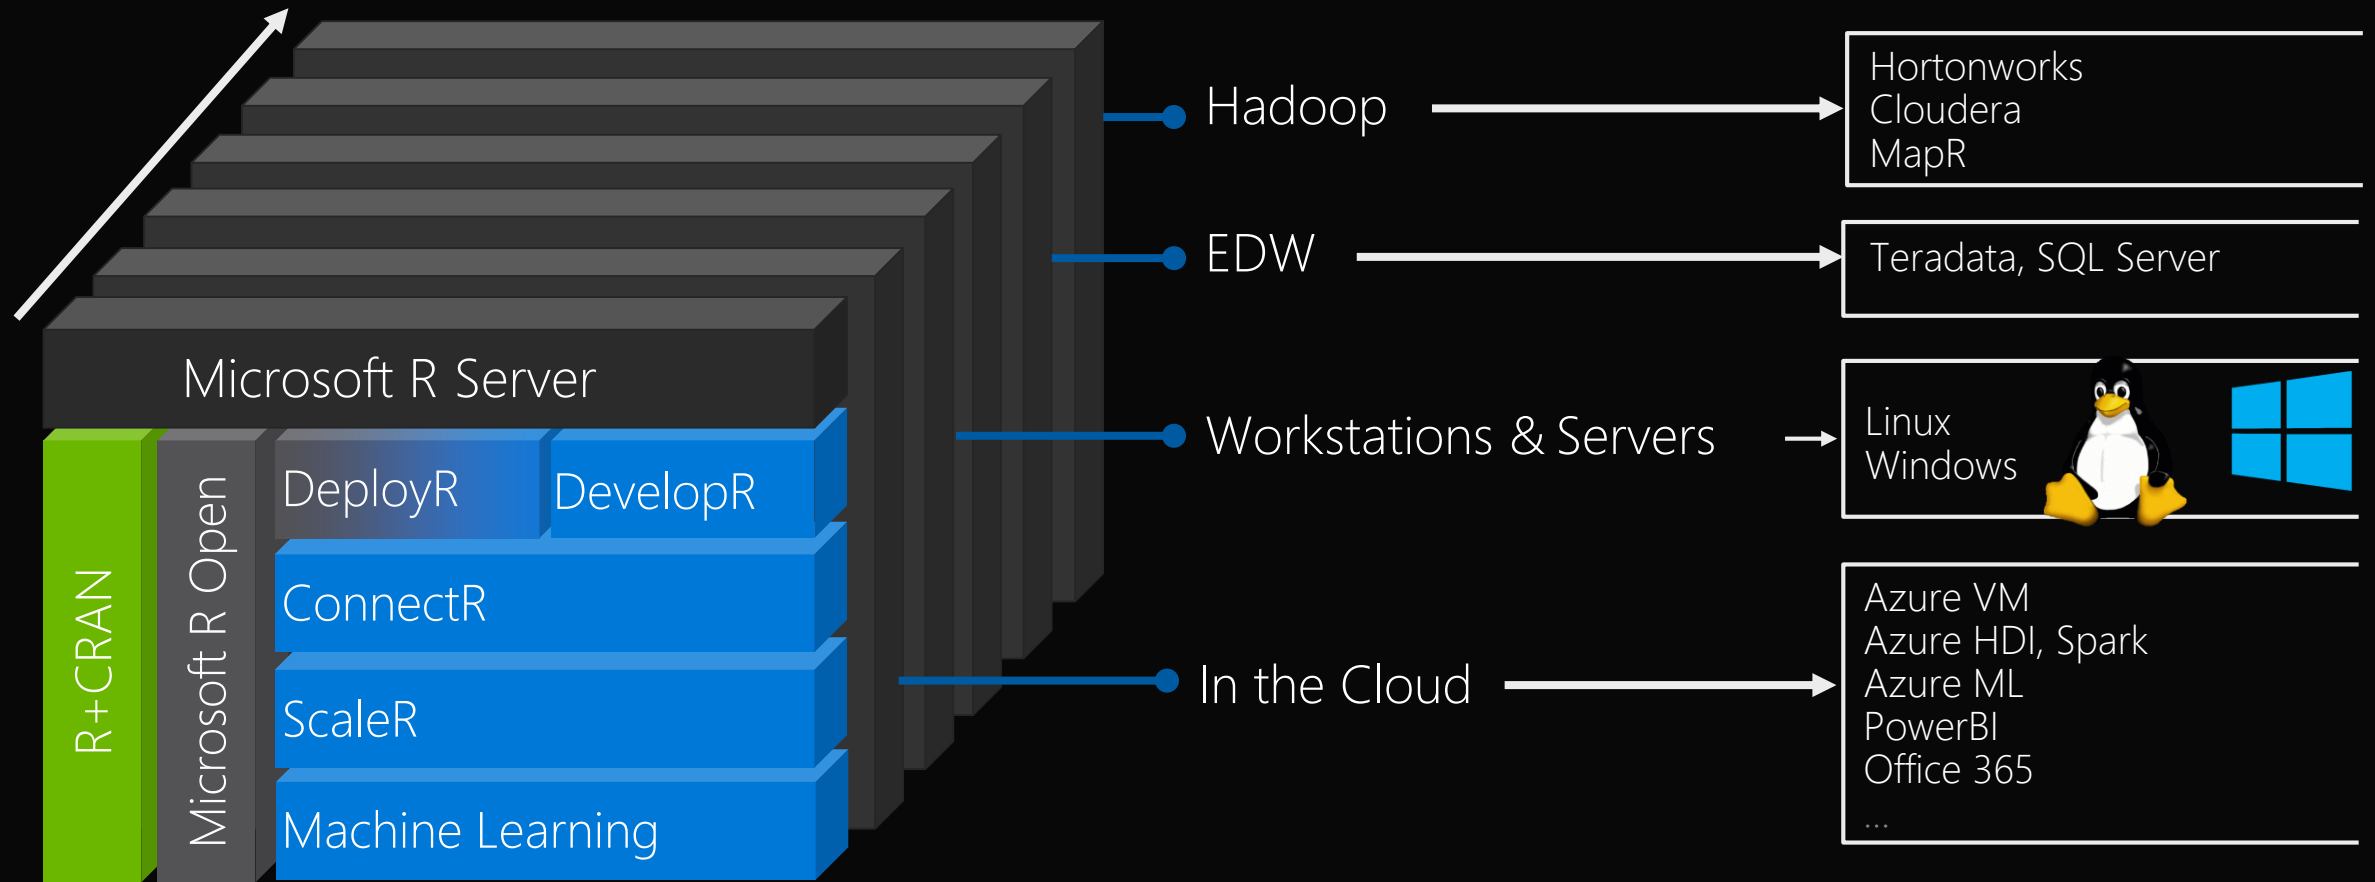 Microsoft R Server
R+CRAN
Microsoft R Open
DeployR
DevelopR
ConnectR
ScaleR
Machine Learning
Hadoop
Hortonworks
Cloudera
MapR
EDW
Teradata, SQL Server
Workstations & Servers
Linux
Windows
In the Cloud
Azure VM
Azure HDI, Spark
Azure ML
PowerBI
Office 365
...